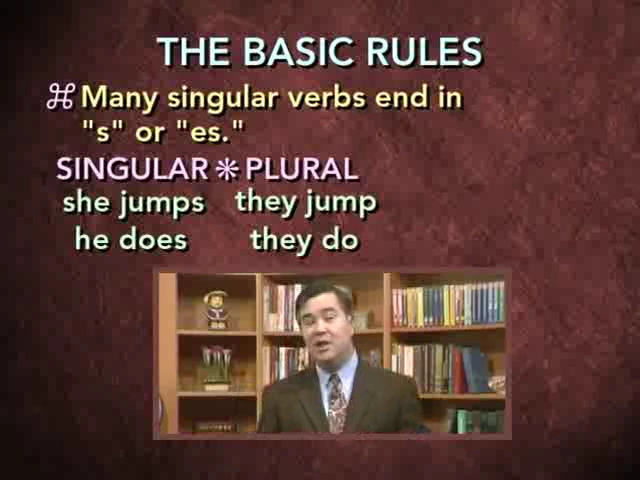 THE BASIC RULES
⌘ Many singular verbs end in
"s" or "es."
SINGULAR ❋ PLURAL
she jumps they jump
he does they do